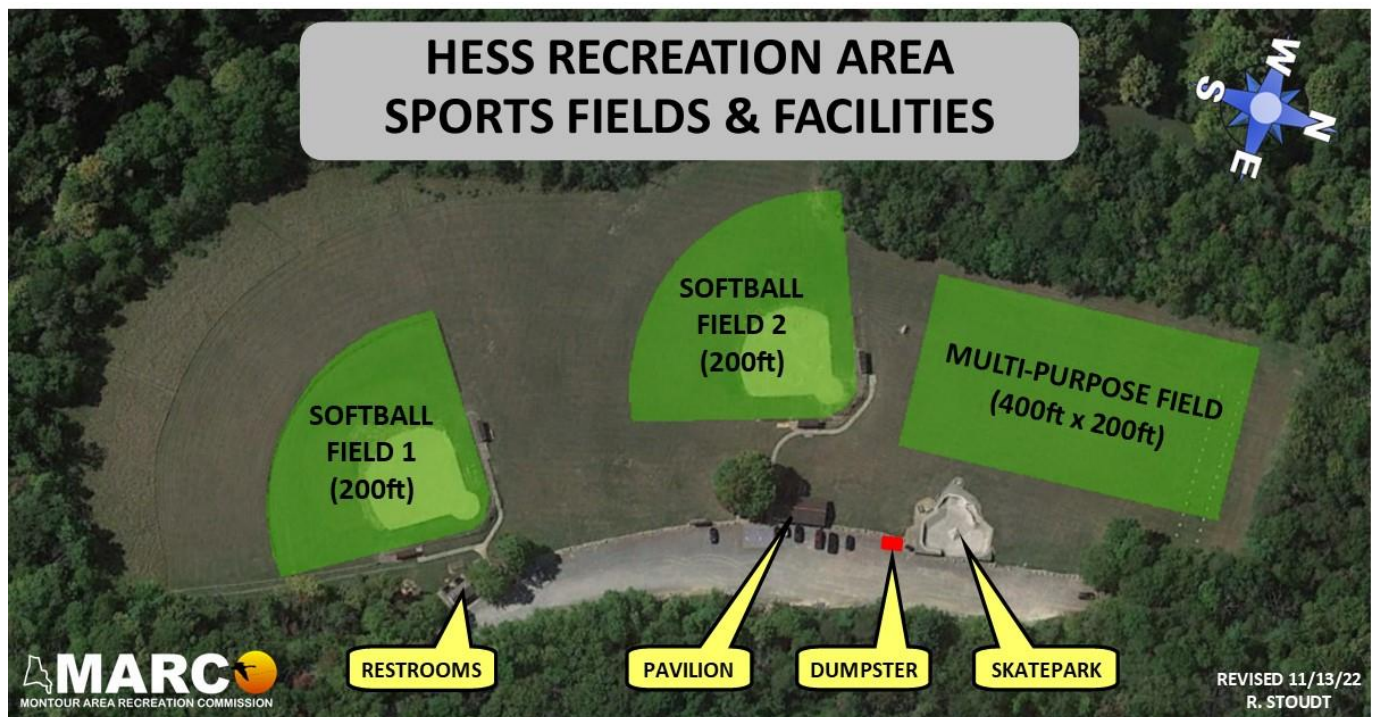 HESS RECREATION AREA
SPORTS FIELDS & FACILITIES
W
S
N
E
SOFTBALL
FIELD 2
(200ft)
MULTI-PURPOSE FIELD
(400ft x 200ft)
SOFTBALL
FIELD 1
(200ft)
RESTROOMS
PAVILION
DUMPSTER
SKATEPARK
MARC
MONTOUR AREA RECREATION COMMISSION
REVISED 11/13/22
R. STOUDT